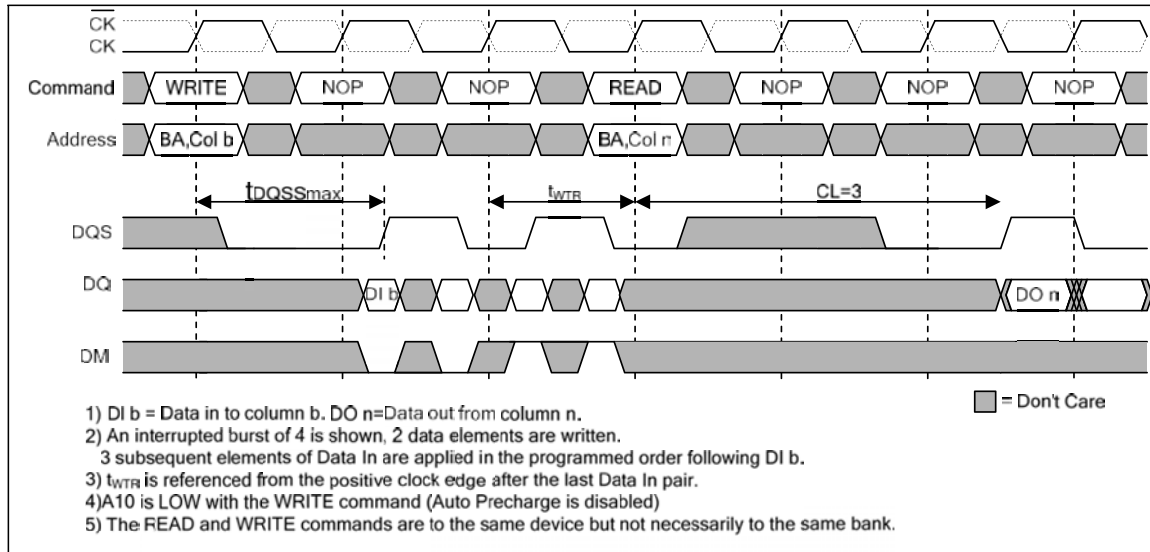 CK
CK
Command WRITE NOP NOP READ NOP NOP NOP
Address BA,Col b BA,Col n
tDQSSmax tWTR CL=3
DQS
DQ DI b DO n
DM
= Don't Care
1) DI b = Data in to column b. DO n=Data out from column n.
2) An interrupted burst of 4 is shown, 2 data elements are written.
3 subsequent elements of Data In are applied in the programmed order following DI b.
3) tWTR is referenced from the positive clock edge after the last Data In pair.
4)A10 is LOW with the WRITE command (Auto Precharge is disabled)
5) The READ and WRITE commands are to the same device but not necessarily to the same bank.